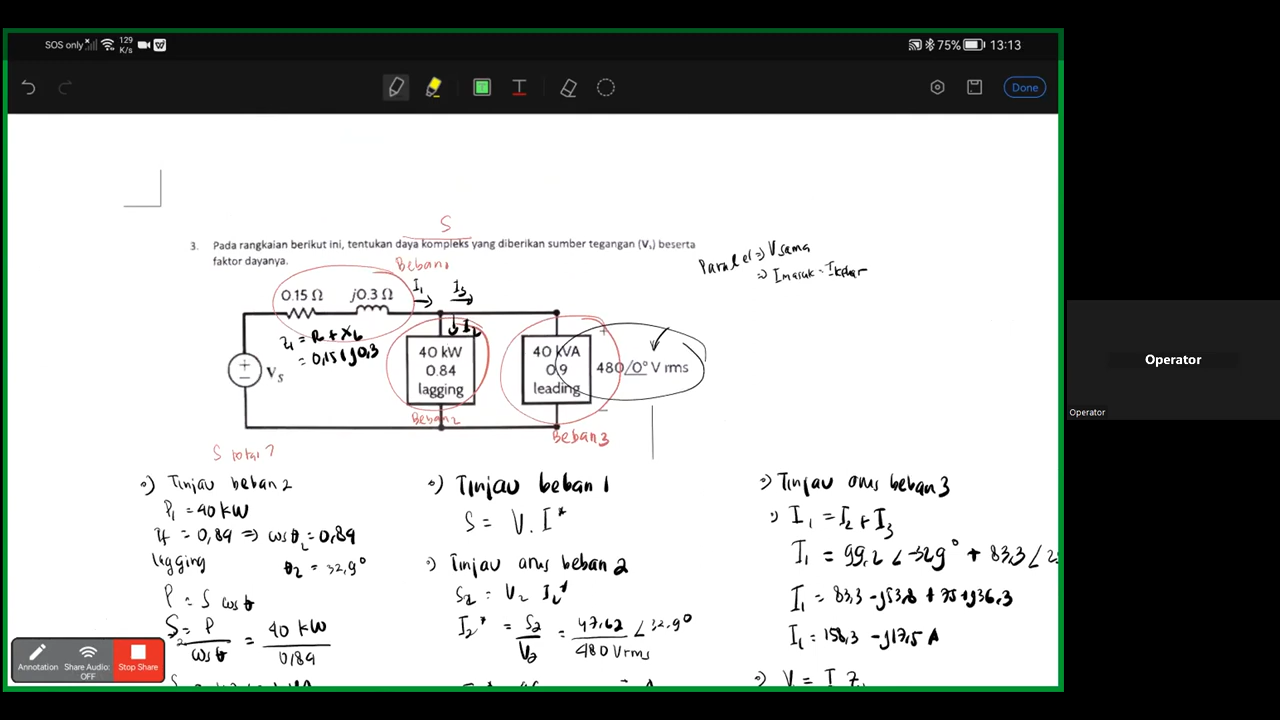 SOS only
129
K/s
75%
13:13
Done
S
3. Pada rangkaian berikut ini, tentukan daya kompleks yang diberikan sumber tegangan (Vs) beserta
faktor dayanya.
Paralel => V sama
=> I masuk = I keluar
Beban 1
0.15 Ω
j0.3 Ω
I1
I3
I2
Z1 = R + XL
= 0,15 + j0,3
+
−
Vs
40 kW
0.84
lagging
40 kVA
0.9
leading
+
480/0° V rms
−
Beban 2
Beban 3
S total ?
Tinjau beban 2
P1 = 40 kW
= 0,84 => cos θ2 = 0,84
lagging
θ2 = 32,9°
P = S cos θ
S2 = P / cos θ = 40 kW / 0,84
Tinjau beban 1
S = V . I*
Tinjau arus beban 2
S2 = V2 I2*
I2* = S2 / V2 = 47,62 / 480 Vrms ∠32,9°
Tinjau arus beban 3
I1 = I2 + I3
I1 = 99,2 ∠-32,9° + 83,3 ∠2
I1 = 83,3 - j53,8 + 75 + j36,3
I1 = 158,3 - j17,5 A
Annotation
Share Audio:
OFF
Stop Share
Operator
Operator